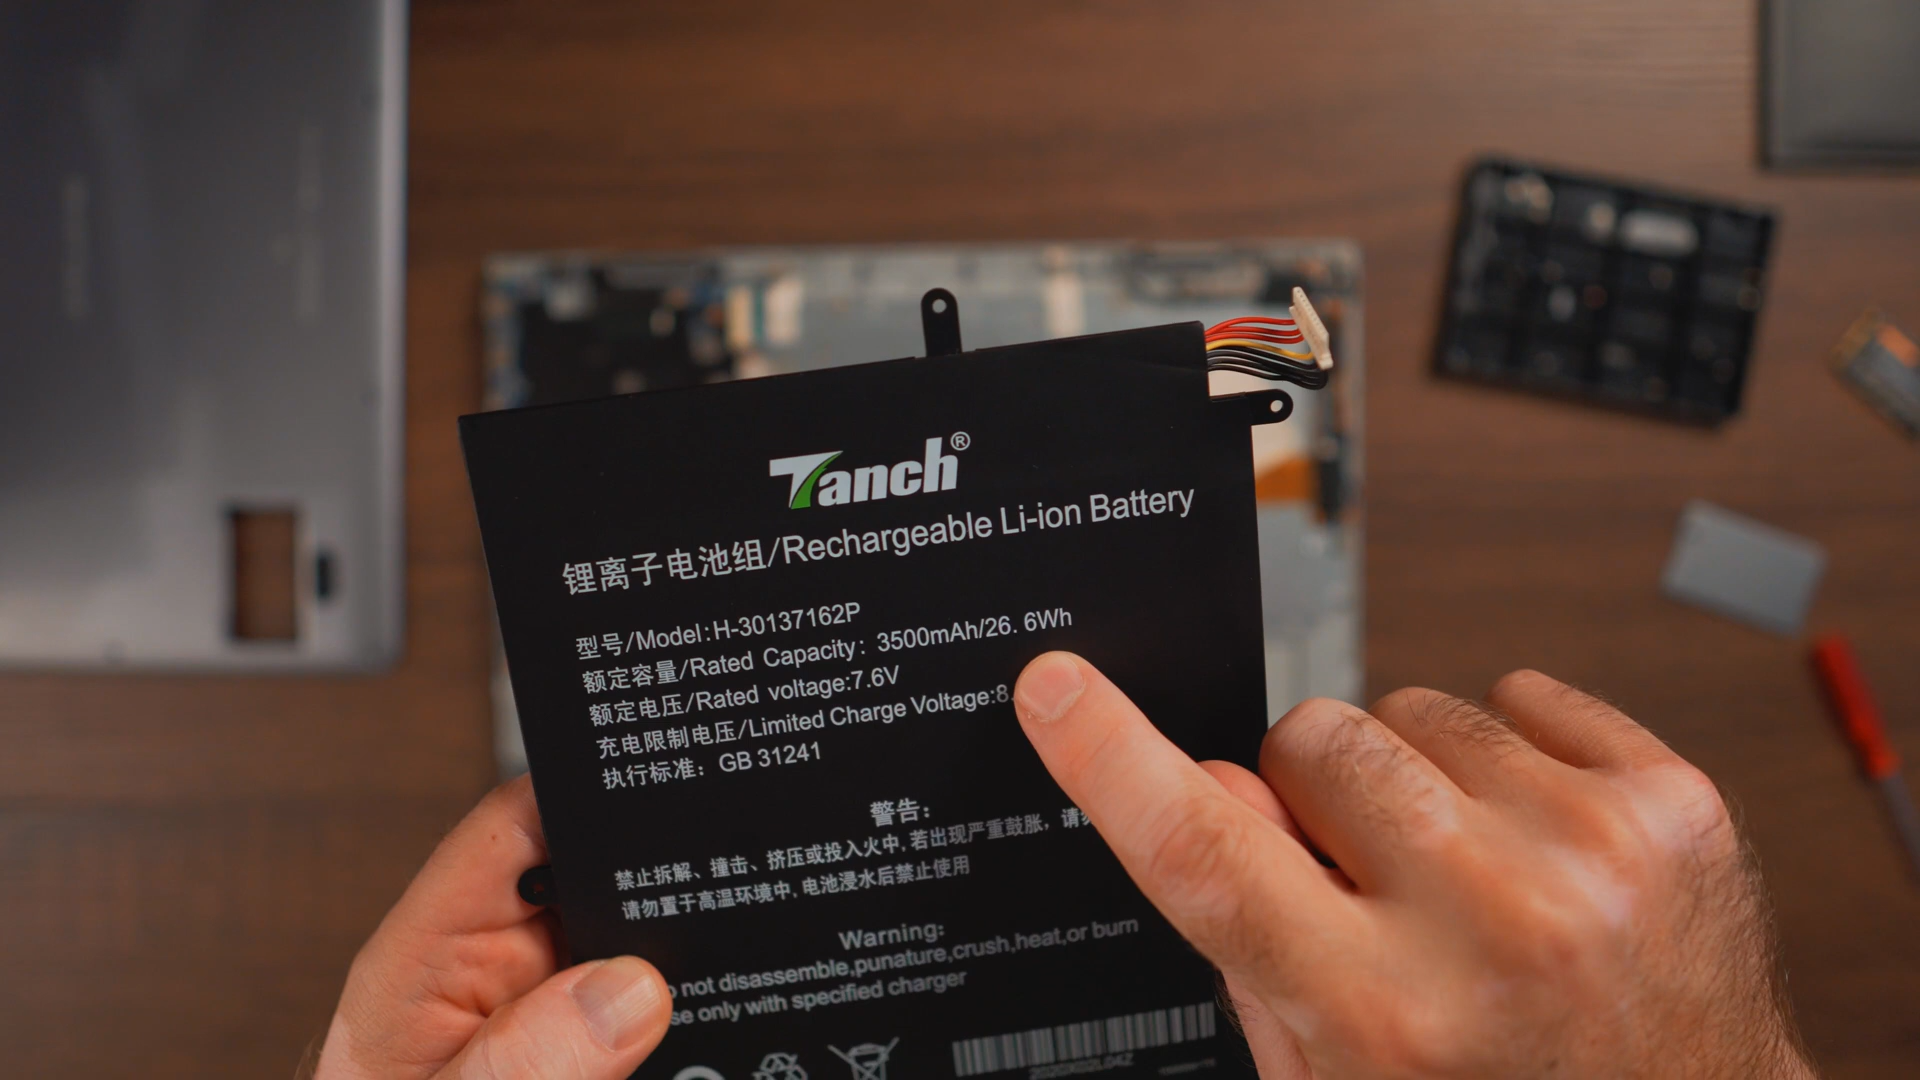 Tanch®
锂离子电池组/Rechargeable Li-ion Battery
型号/Model:H-30137162P
额定容量/Rated Capacity: 3500mAh/26.6Wh
额定电压/Rated voltage:7.6V
充电限制电压/Limited Charge Voltage:8.
执行标准: GB 31241
警告:
禁止拆解、撞击、挤压或投入火中,若出现严重鼓胀,请
请勿置于高温环境中,电池浸水后禁止使用
Warning:
not disassemble,punature,crush,heat,or burn
se only with specified charger